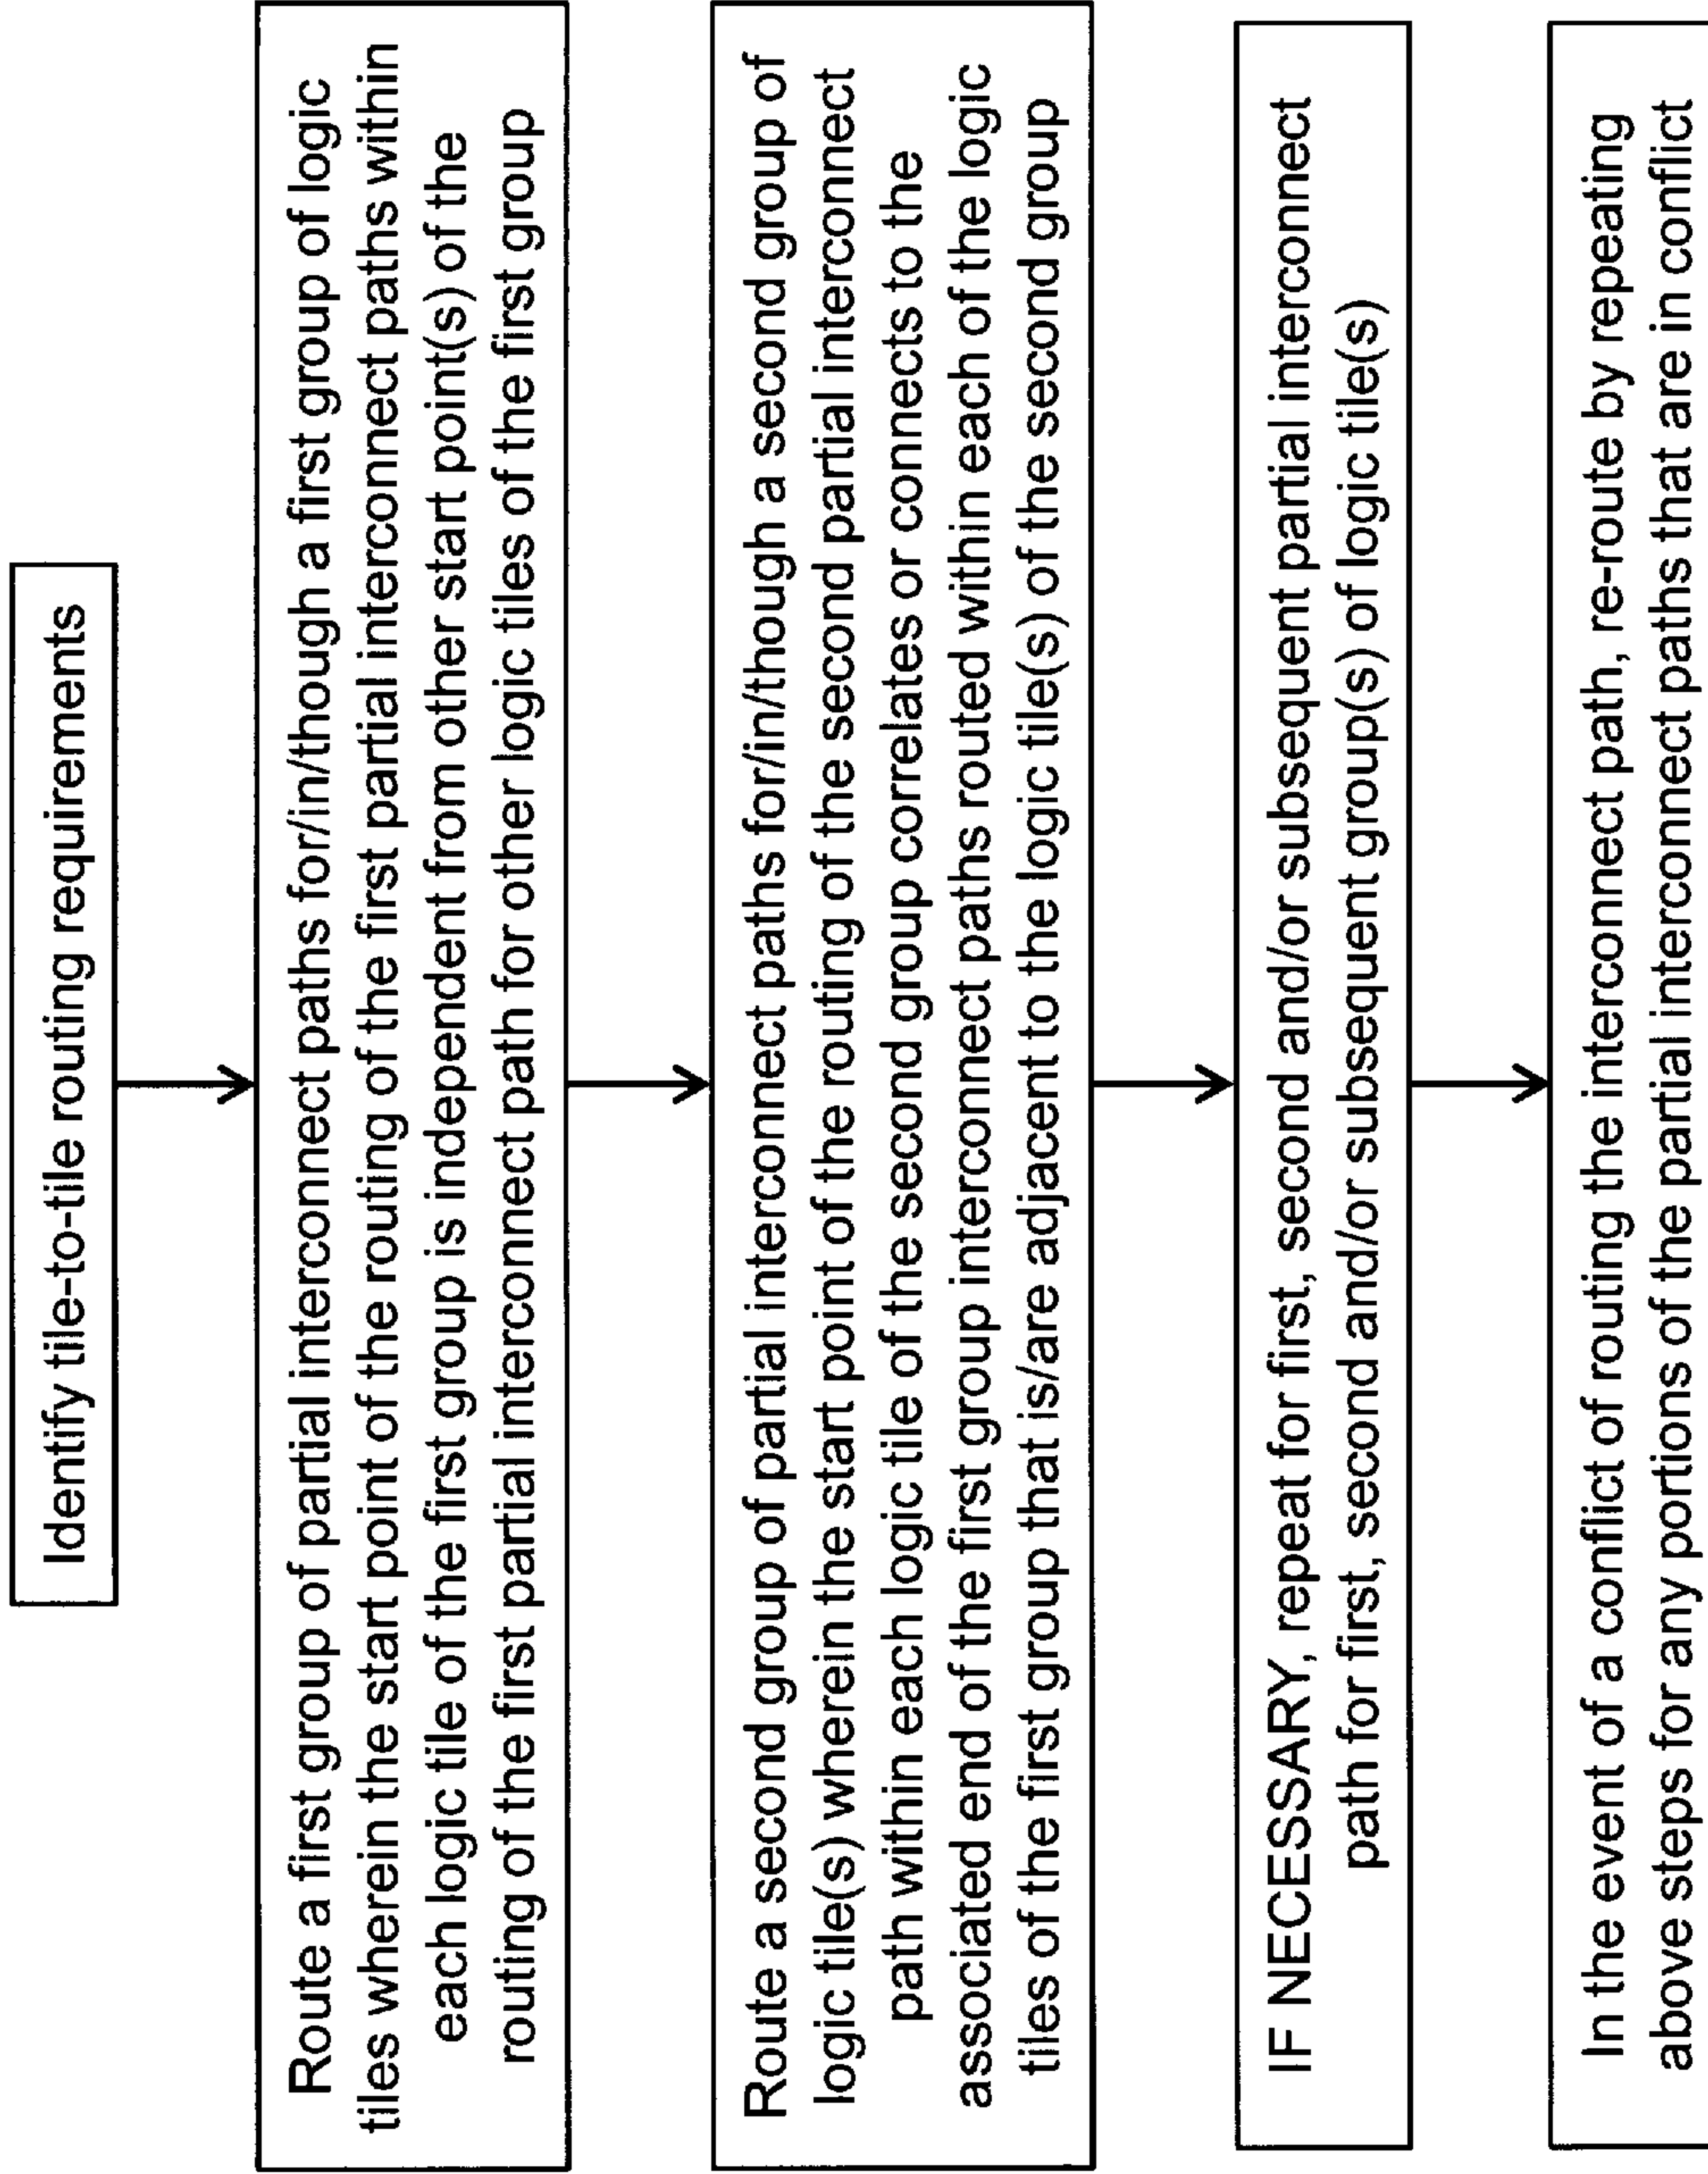 Identify tile-to-tile routing requirements
Route a first group of partial interconnect paths for/in/though a first group of logic
tiles wherein the start point of the routing of the first partial interconnect paths within
each logic tile of the first group is independent from other start point(s) of the
routing of the first partial interconnect path for other logic tiles of the first group
Route a second group of partial interconnect paths for/in/though a second group of
logic tile(s) wherein the start point of the routing of the second partial interconnect
path within each logic tile of the second group correlates or connects to the
associated end of the first group interconnect paths routed within each of the logic
tiles of the first group that is/are adjacent to the logic tile(s) of the second group
IF NECESSARY, repeat for first, second and/or subsequent partial interconnect
path for first, second and/or subsequent group(s) of logic tile(s)
In the event of a conflict of routing the interconnect path, re-route by repeating
above steps for any portions of the partial interconnect paths that are in conflict